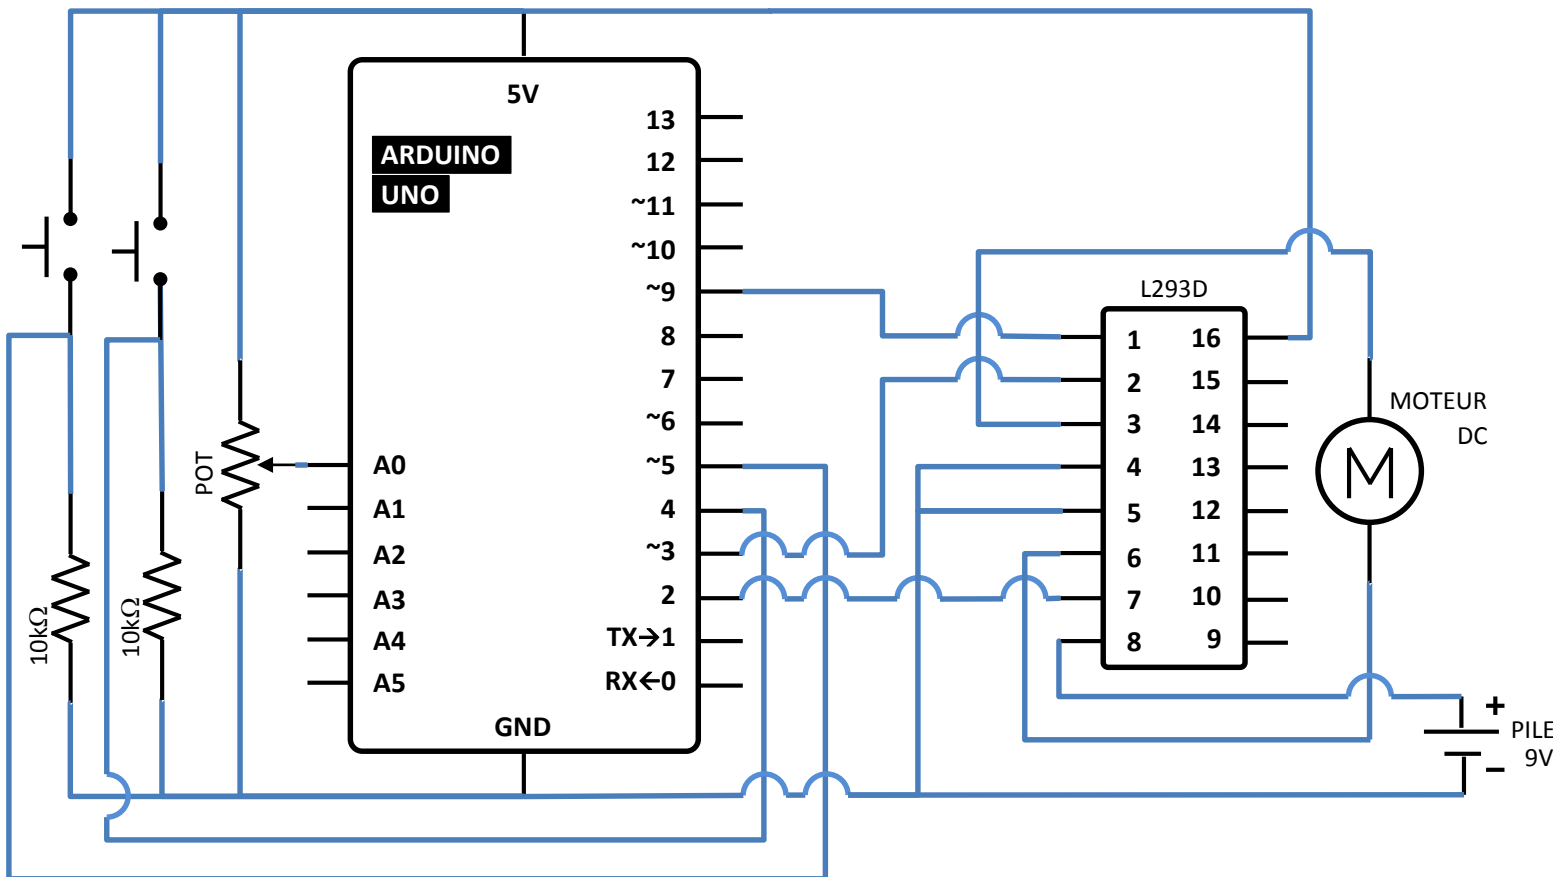 5V
ARDUINO
UNO
13
12
~11
~10
~9
8
7
~6
~5
4
~3
2
TX→1
RX←0
A0
A1
A2
A3
A4
A5
GND
POT
10kΩ
10kΩ
L293D
1 16
2 15
3 14
4 13
5 12
6 11
7 10
8 9
MOTEUR
DC
M
+
PILE
9V
−